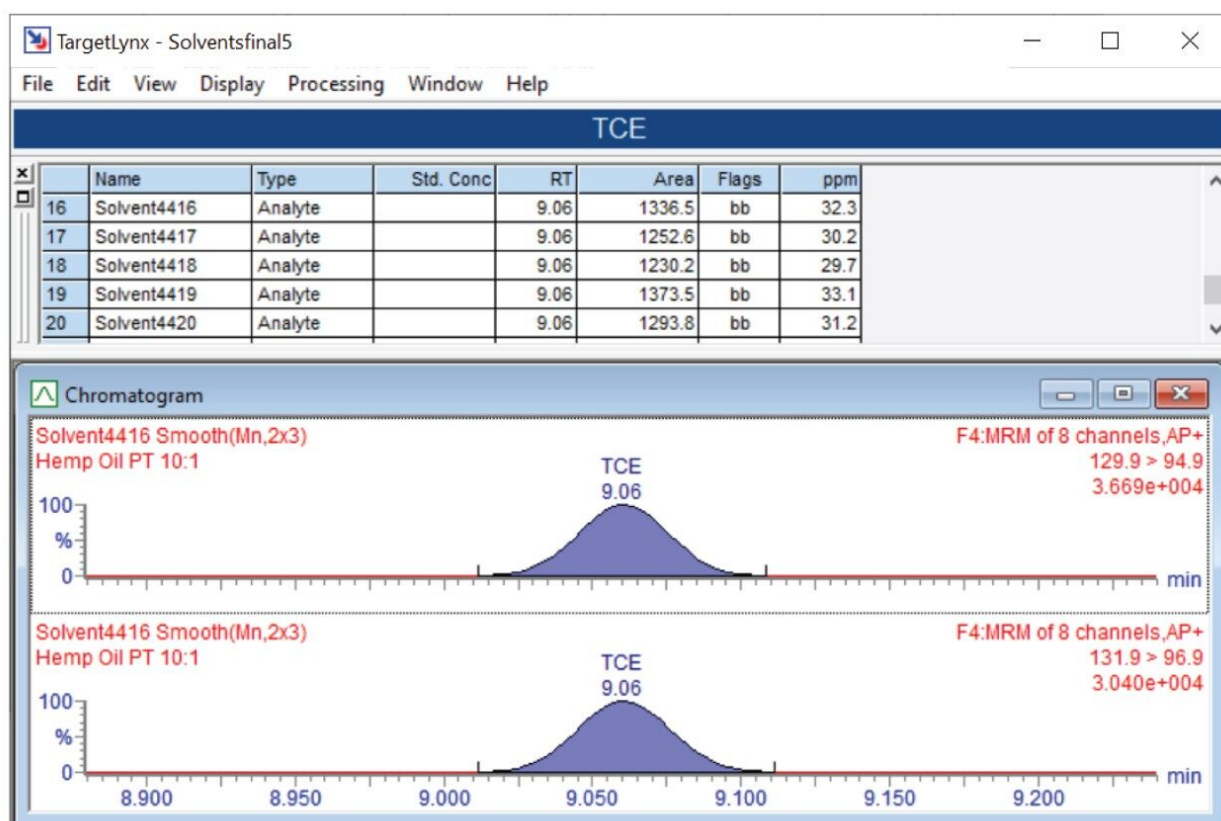 TargetLynx - Solventsfinal5
File Edit View Display Processing Window Help
TCE
Name Type Std. Conc RT Area Flags ppm
16 Solvent4416 Analyte 9.06 1336.5 bb 32.3
17 Solvent4417 Analyte 9.06 1252.6 bb 30.2
18 Solvent4418 Analyte 9.06 1230.2 bb 29.7
19 Solvent4419 Analyte 9.06 1373.5 bb 33.1
20 Solvent4420 Analyte 9.06 1293.8 bb 31.2
Chromatogram
Solvent4416 Smooth(Mn,2x3) F4:MRM of 8 channels,AP+
Hemp Oil PT 10:1 TCE 129.9 > 94.9
9.06 3.669e+004
100
%
0 min
Solvent4416 Smooth(Mn,2x3) F4:MRM of 8 channels,AP+
Hemp Oil PT 10:1 TCE 131.9 > 96.9
9.06 3.040e+004
100
%
0 min
8.900 8.950 9.000 9.050 9.100 9.150 9.200